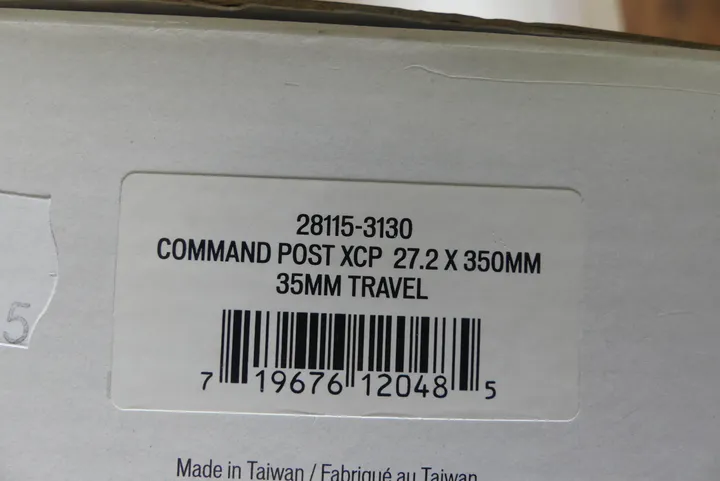 28115-3130
COMMAND POST XCP 27.2 X 350MM
35MM TRAVEL
7 19676 12048 5
5
Made in Taiwan / Fabriqué au Taiwan